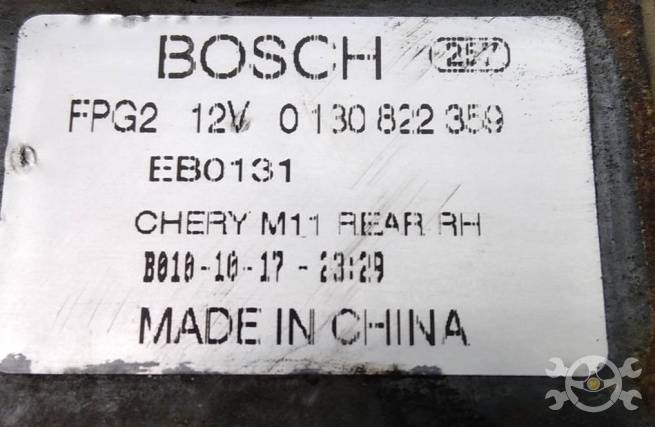 BOSCH 257
FPG2 12V 0 130 822 359
EB0131
CHERY M11 REAR RH
B010-10-17 - 23:29
MADE IN CHINA